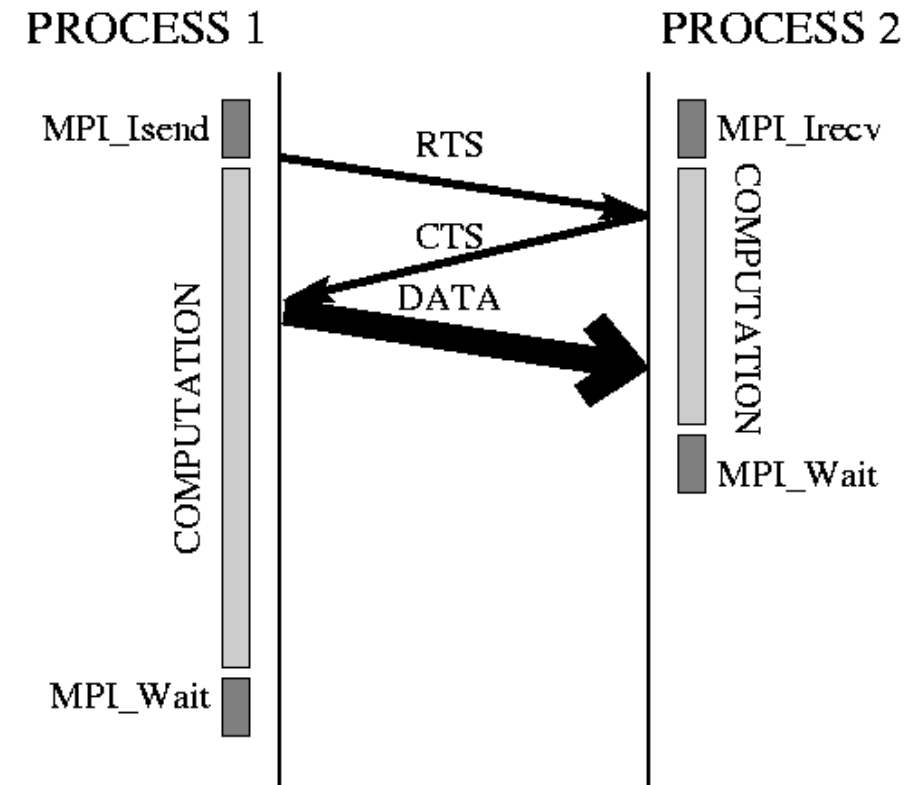 PROCESS 1
PROCESS 2
MPI_Isend
RTS
MPI_Irecv
CTS
DATA
COMPUTATION
COMPUTATION
MPI_Wait
MPI_Wait